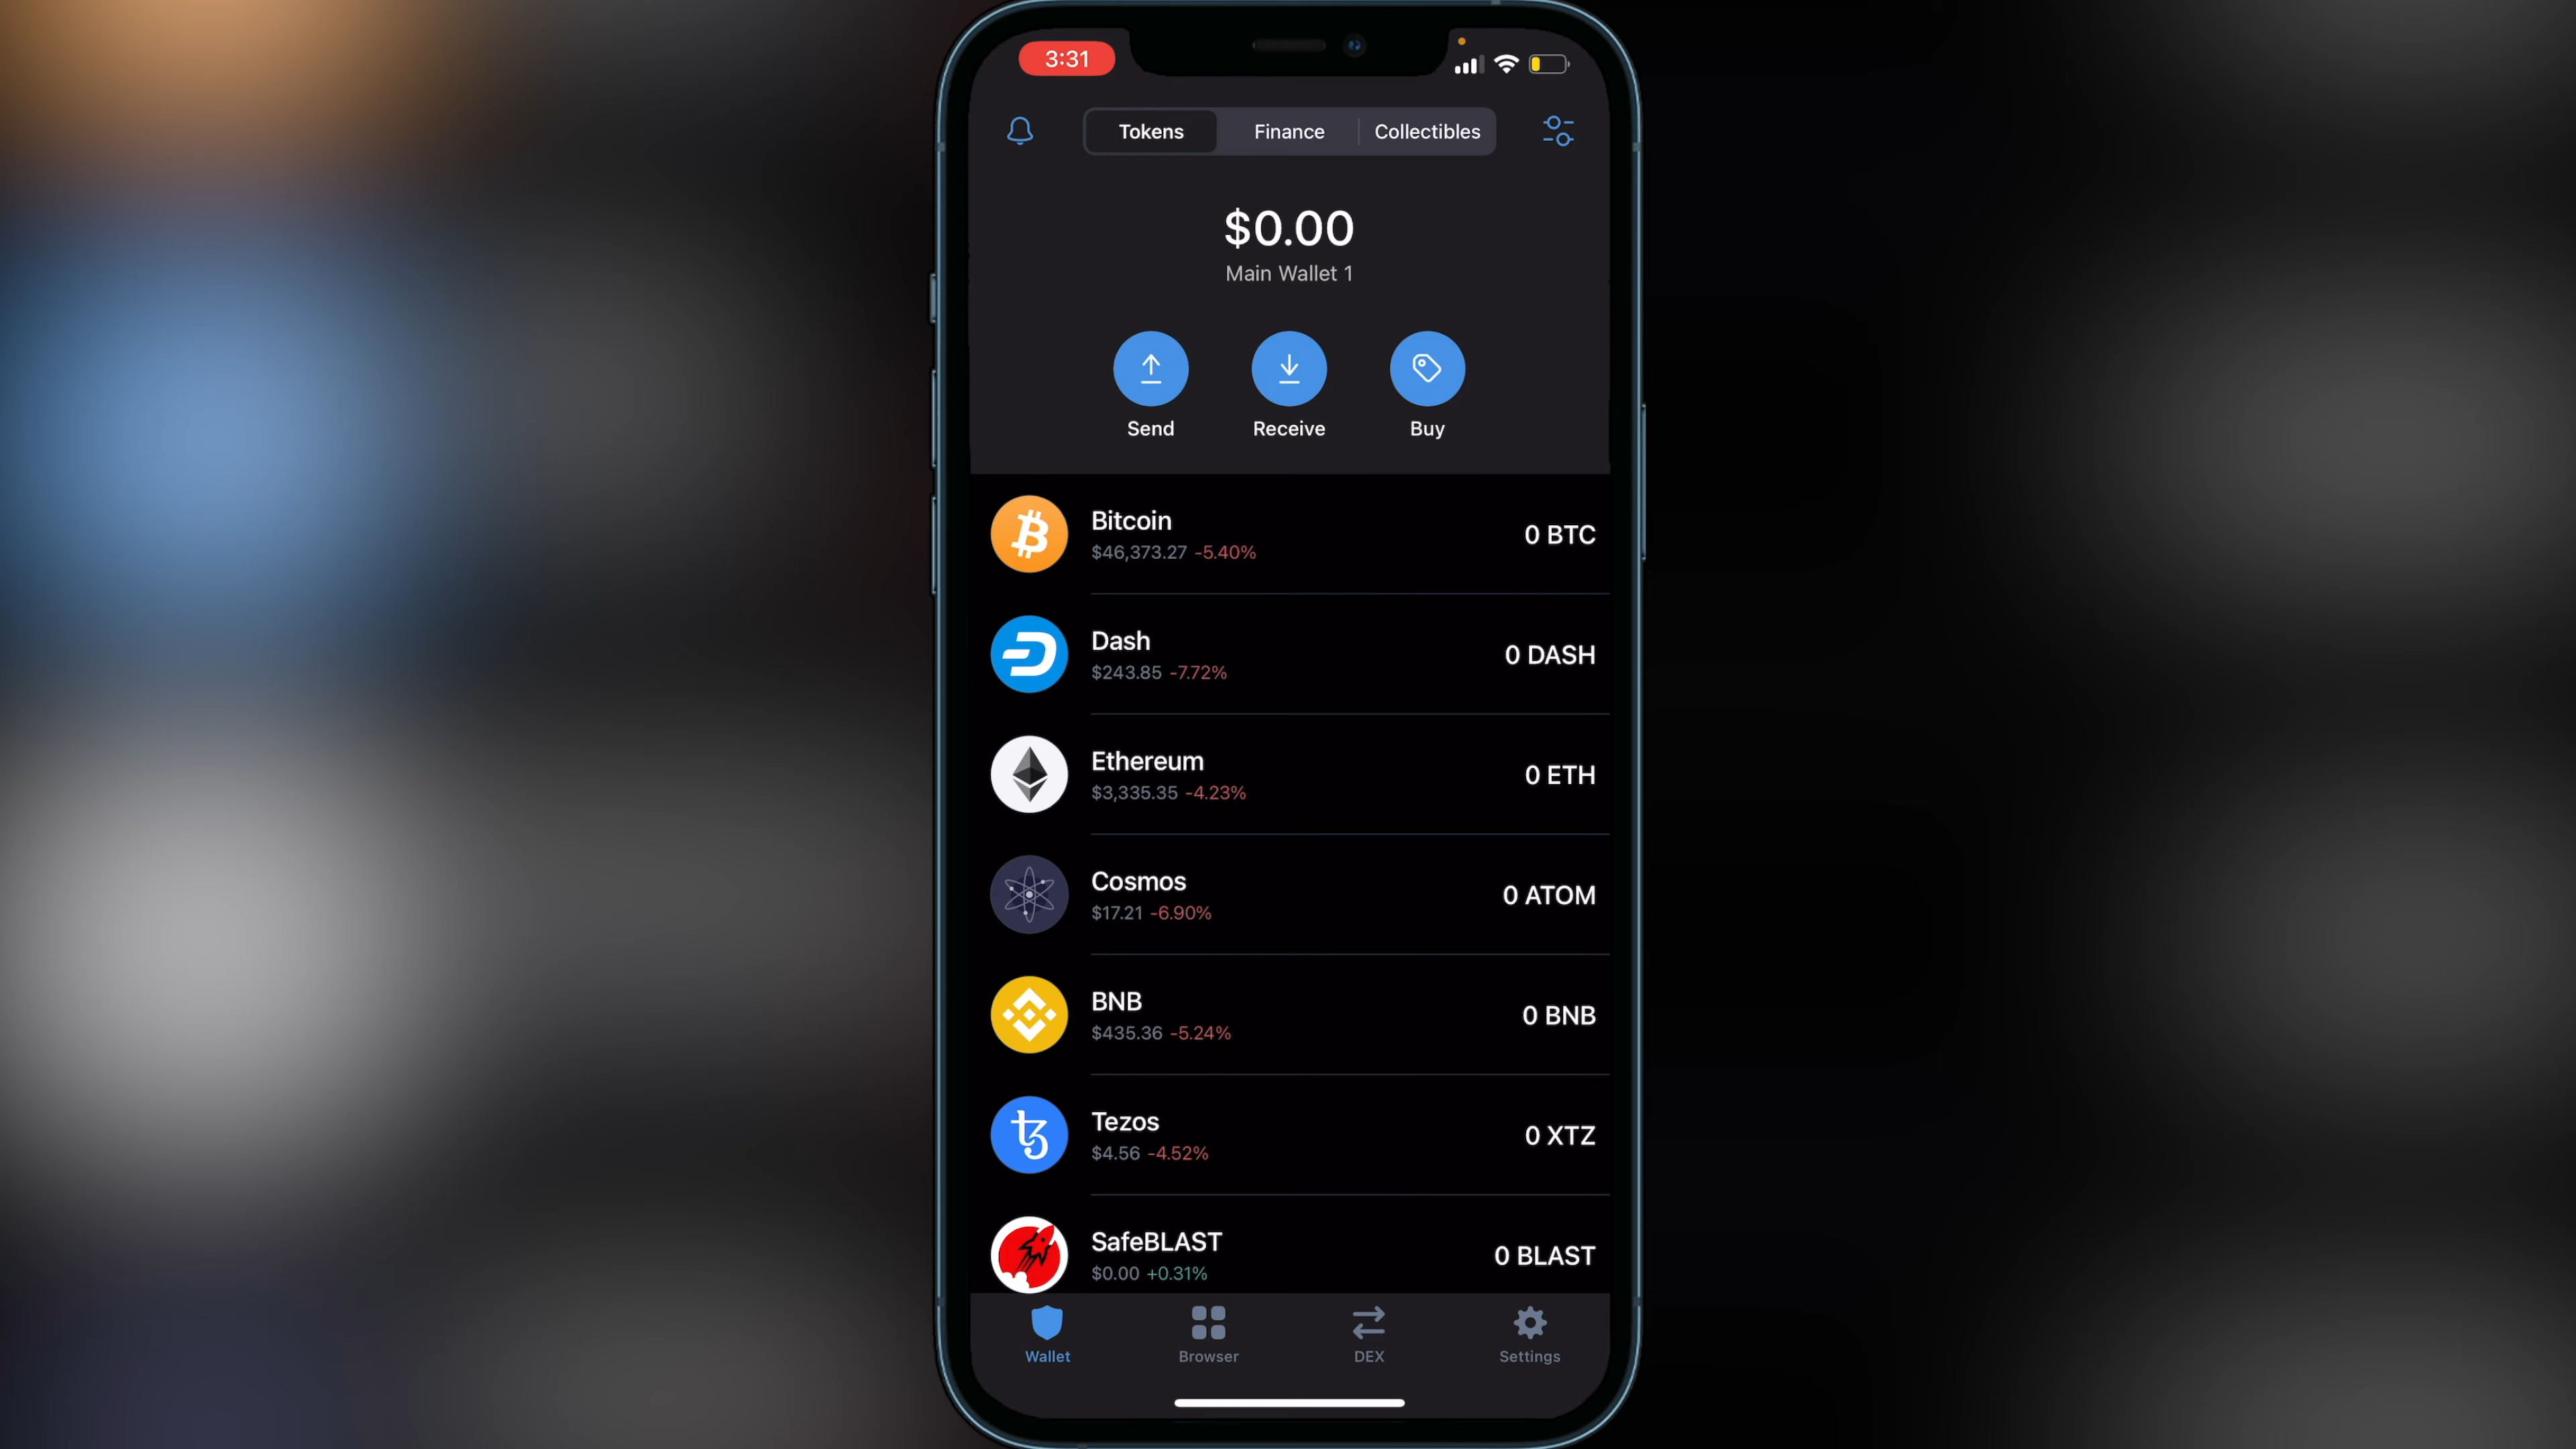 3:31
Tokens Finance Collectibles
$0.00
Main Wallet 1
Send Receive Buy
Bitcoin
$46,373.27 -5.40%
0 BTC
Dash
$243.85 -7.72%
0 DASH
Ethereum
$3,335.35 -4.23%
0 ETH
Cosmos
$17.21 -6.90%
0 ATOM
BNB
$435.36 -5.24%
0 BNB
Tezos
$4.56 -4.52%
0 XTZ
SafeBLAST
$0.00 +0.31%
0 BLAST
Wallet Browser DEX Settings